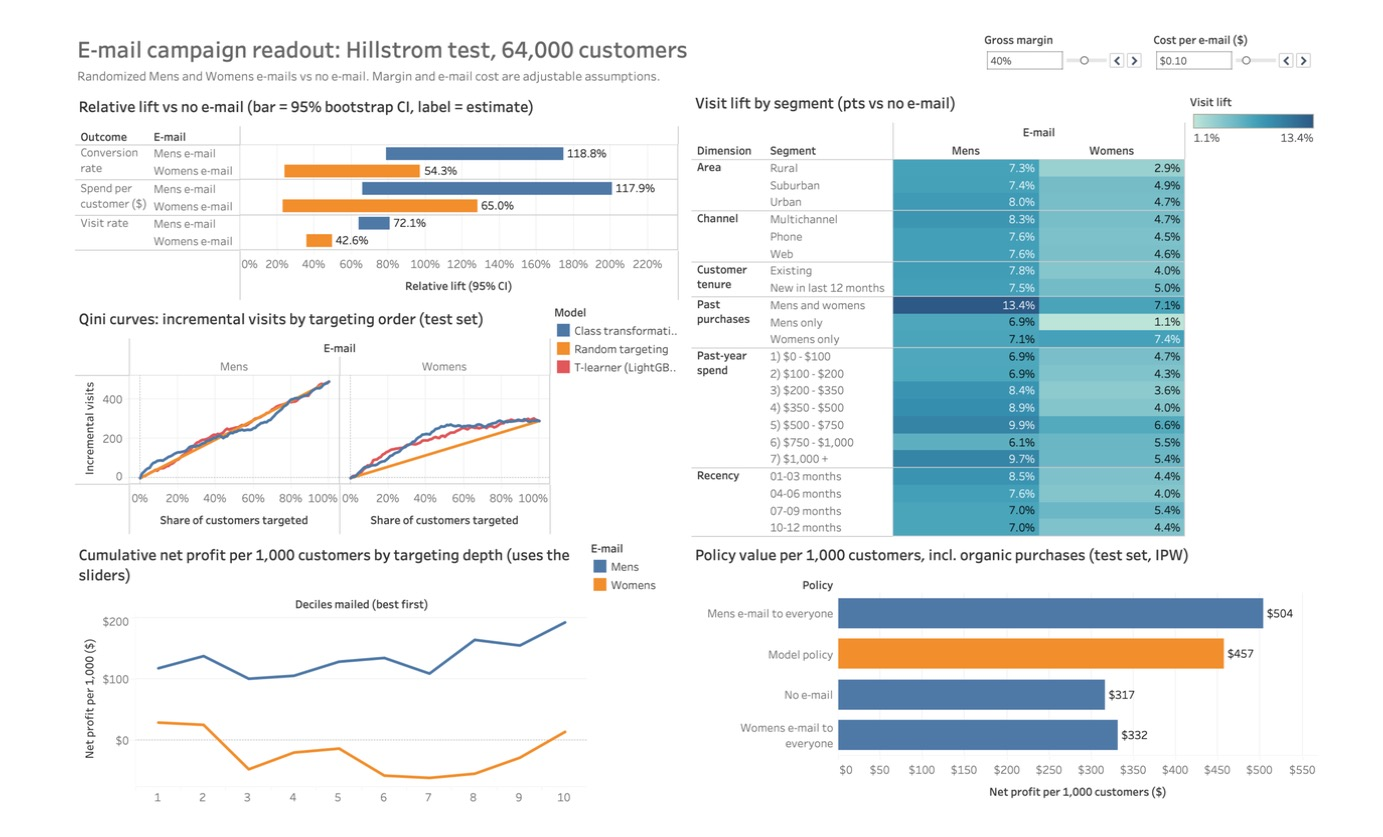 E-mail campaign readout: Hillstrom test, 64,000 customers
Randomized Mens and Womens e-mails vs no e-mail. Margin and e-mail cost are adjustable assumptions.
Gross margin
40%
Cost per e-mail ($)
$0.10
Relative lift vs no e-mail (bar = 95% bootstrap CI, label = estimate)
Outcome E-mail
Conversion rate
Mens e-mail 118.8%
Womens e-mail 54.3%
Spend per customer ($)
Mens e-mail 117.9%
Womens e-mail 65.0%
Visit rate
Mens e-mail 72.1%
Womens e-mail 42.6%
0% 20% 40% 60% 80% 100% 120% 140% 160% 180% 200% 220%
Relative lift (95% CI)
Qini curves: incremental visits by targeting order (test set)
Model
Class transformati..
Random targeting
T-learner (LightGB..
E-mail
Mens Womens
Incremental visits
400
200
0
0% 20% 40% 60% 80% 100% 0% 20% 40% 60% 80% 100%
Share of customers targeted Share of customers targeted
Cumulative net profit per 1,000 customers by targeting depth (uses the
sliders)
E-mail
Mens
Womens
Deciles mailed (best first)
Net profit per 1,000 ($)
$200
$100
$0
1 2 3 4 5 6 7 8 9 10
Visit lift by segment (pts vs no e-mail)
Visit lift
1.1% 13.4%
E-mail
Dimension Segment Mens Womens
Area Rural 7.3% 2.9%
Suburban 7.4% 4.9%
Urban 8.0% 4.7%
Channel Multichannel 8.3% 4.7%
Phone 7.6% 4.5%
Web 7.6% 4.6%
Customer tenure
Existing 7.8% 4.0%
New in last 12 months 7.5% 5.0%
Past purchases
Mens and womens 13.4% 7.1%
Mens only 6.9% 1.1%
Womens only 7.1% 7.4%
Past-year spend
1) $0 - $100 6.9% 4.7%
2) $100 - $200 6.9% 4.3%
3) $200 - $350 8.4% 3.6%
4) $350 - $500 8.9% 4.0%
5) $500 - $750 9.9% 6.6%
6) $750 - $1,000 6.1% 5.5%
7) $1,000 + 9.7% 5.4%
Recency 01-03 months 8.5% 4.4%
04-06 months 7.6% 4.0%
07-09 months 7.0% 5.4%
10-12 months 7.0% 4.4%
Policy value per 1,000 customers, incl. organic purchases (test set, IPW)
Policy
Mens e-mail to everyone $504
Model policy $457
No e-mail $317
Womens e-mail to
everyone $332
$0 $50 $100 $150 $200 $250 $300 $350 $400 $450 $500 $550
Net profit per 1,000 customers ($)